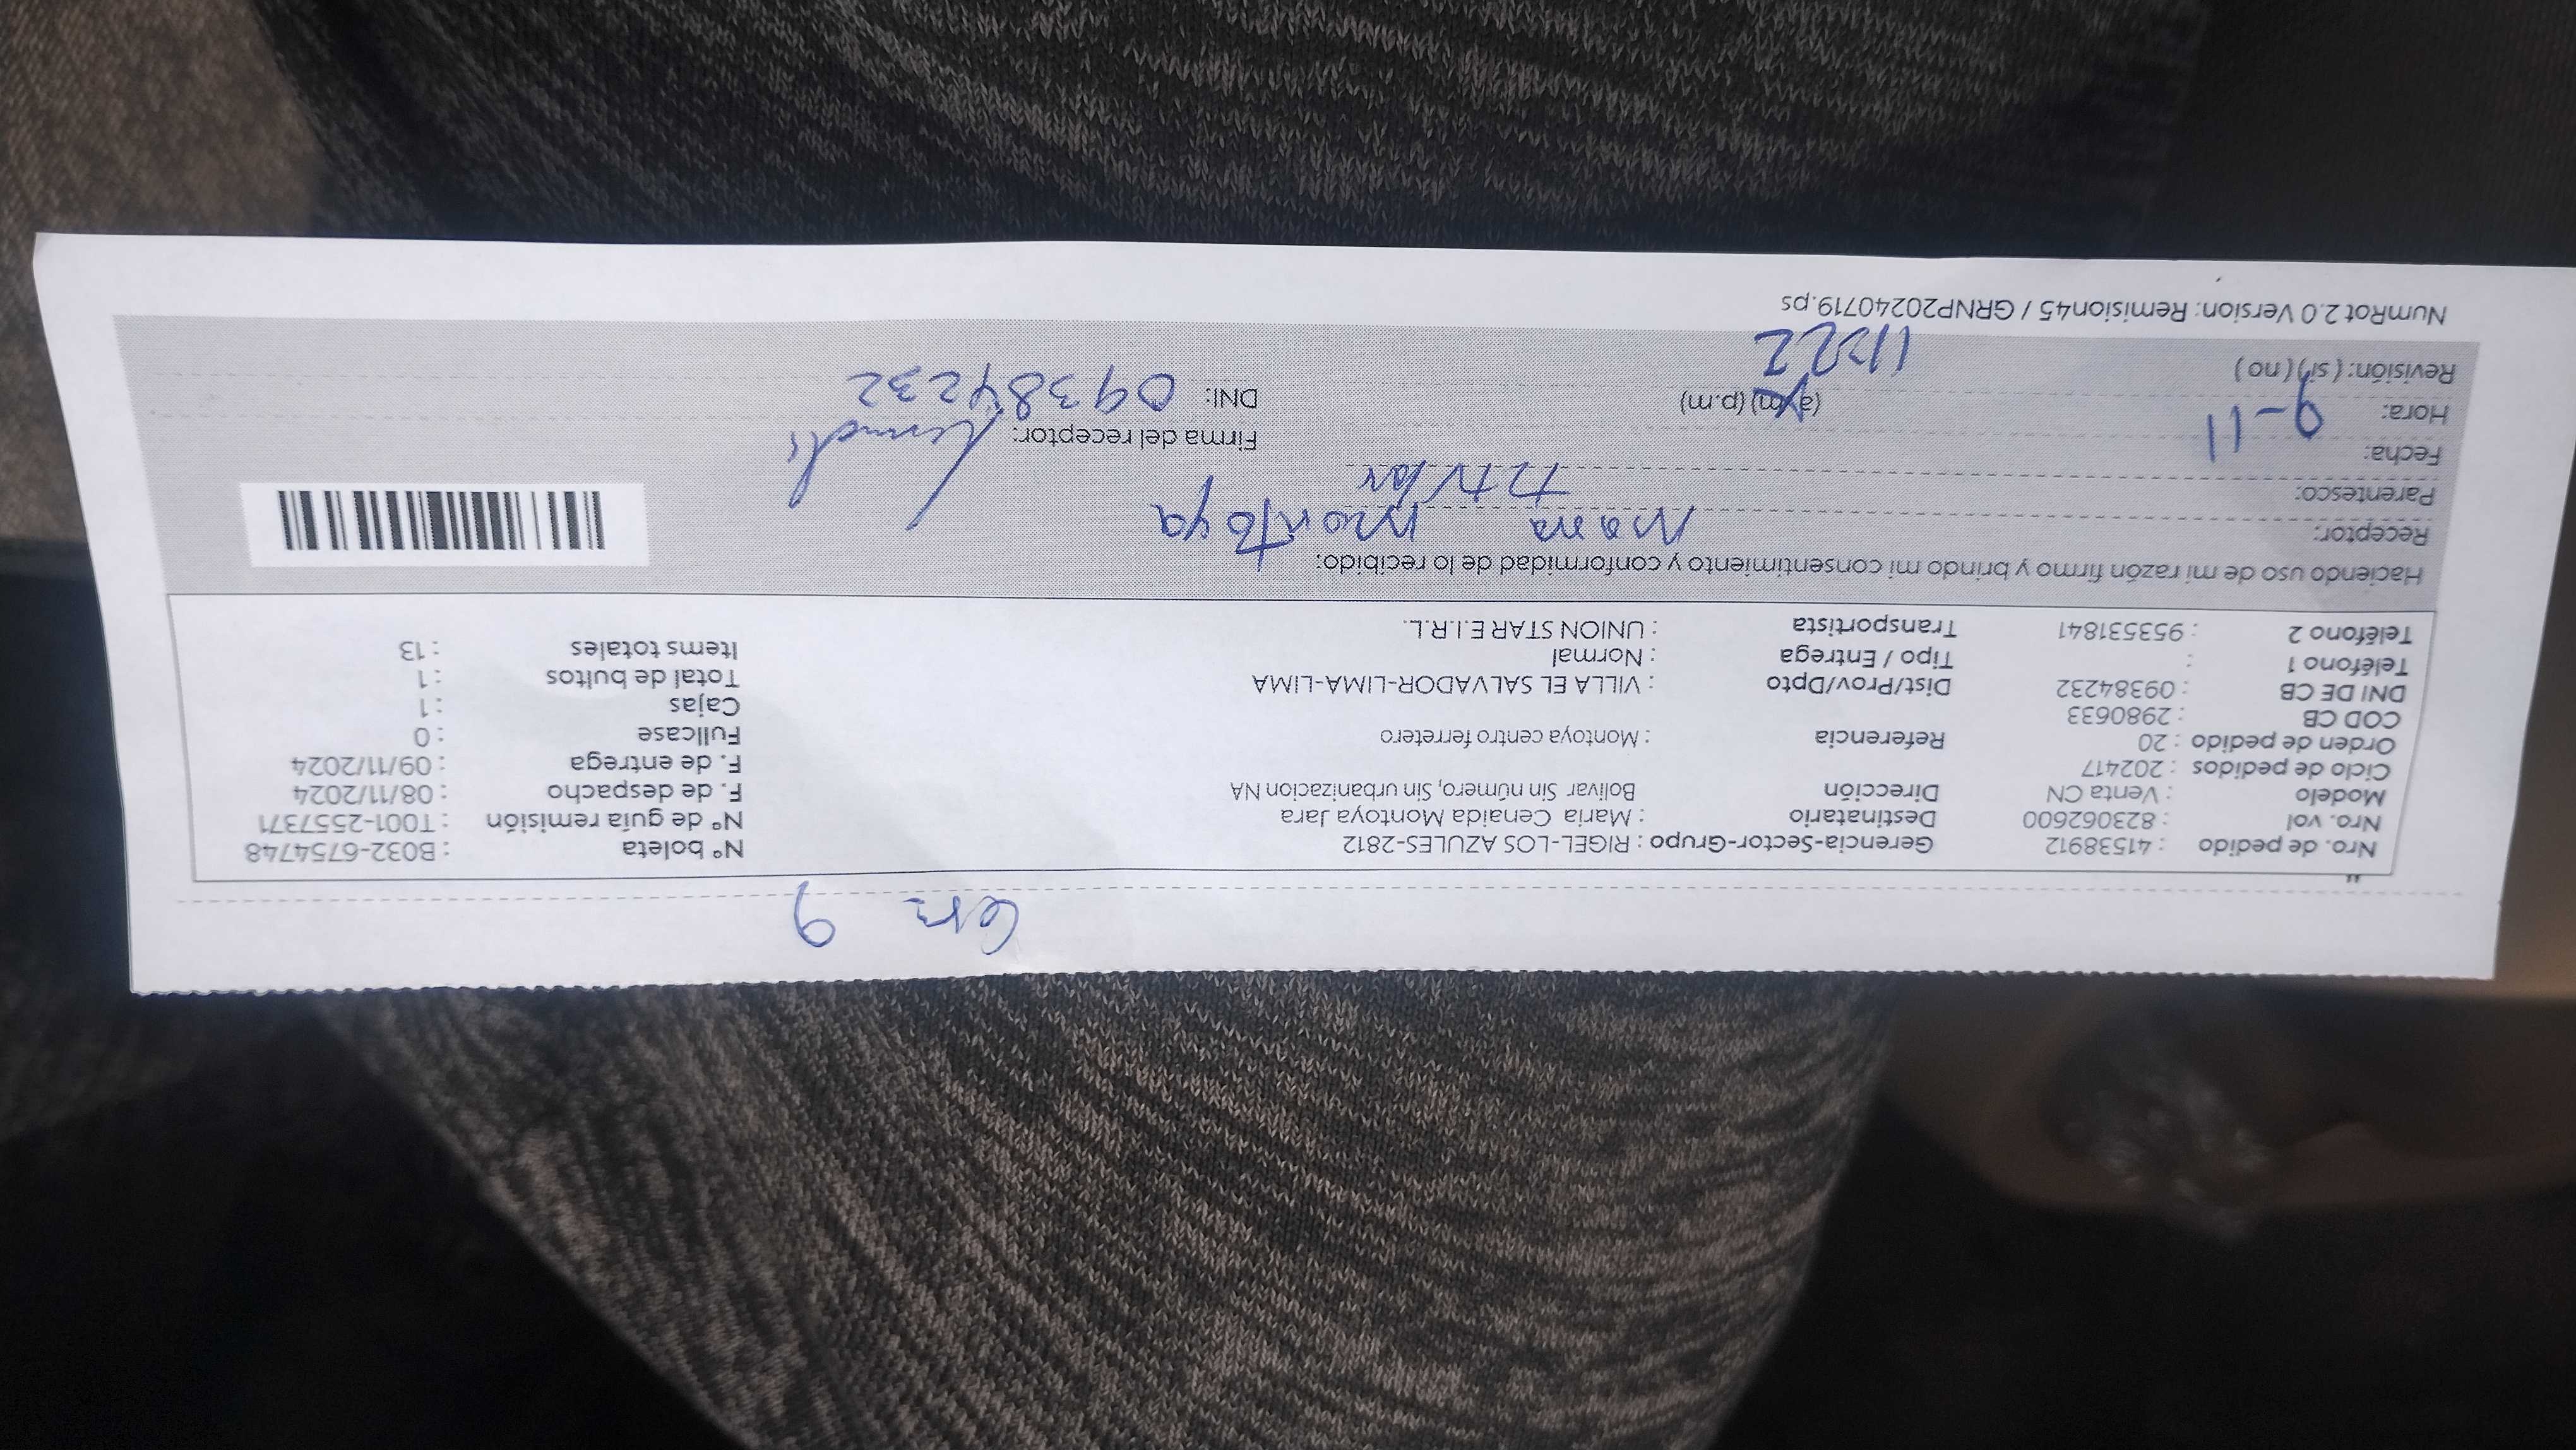 Cer 9
Nro. de pedido : 41538912 Gerencia-Sector-Grupo : RIGEL-LOS AZULES-2812 Nº boleta : B032-6754748
Nro. vol : 823062600 Destinatario : Maria Cenaida Montoya Jara Nº de guía remisión : T001-2557371
Modelo : Venta CN Dirección Bolivar Sin número, Sin urbanizacion NA F. de despacho : 08/11/2024
Ciclo de pedidos : 202417 F. de entrega : 09/11/2024
Orden de pedido : 20 Referencia : Montoya centro ferretero Fullcase : 0
COD CB : 2980633 Cajas : 1
DNI DE CB : 09384232 Dist/Prov/Dpto : VILLA EL SALVADOR-LIMA-LIMA Total de bultos : 1
Teléfono 1 : Tipo / Entrega : Normal Items totales : 13
Teléfono 2 : 953531841 Transportista : UNION STAR E.I.R.L.
Haciendo uso de mi razón firmo y brindo mi consentimiento y conformidad de lo recibido:
Receptor: Maria Montoya
Parentesco: titular
Fecha: 9-11 Firma del receptor:
Hora: (a.m) (p.m) DNI: 09384232
Revisión: ( si ) ( no ) 11:22
NumRot 2.0 Version: Remision45 / GRNP20240719.ps